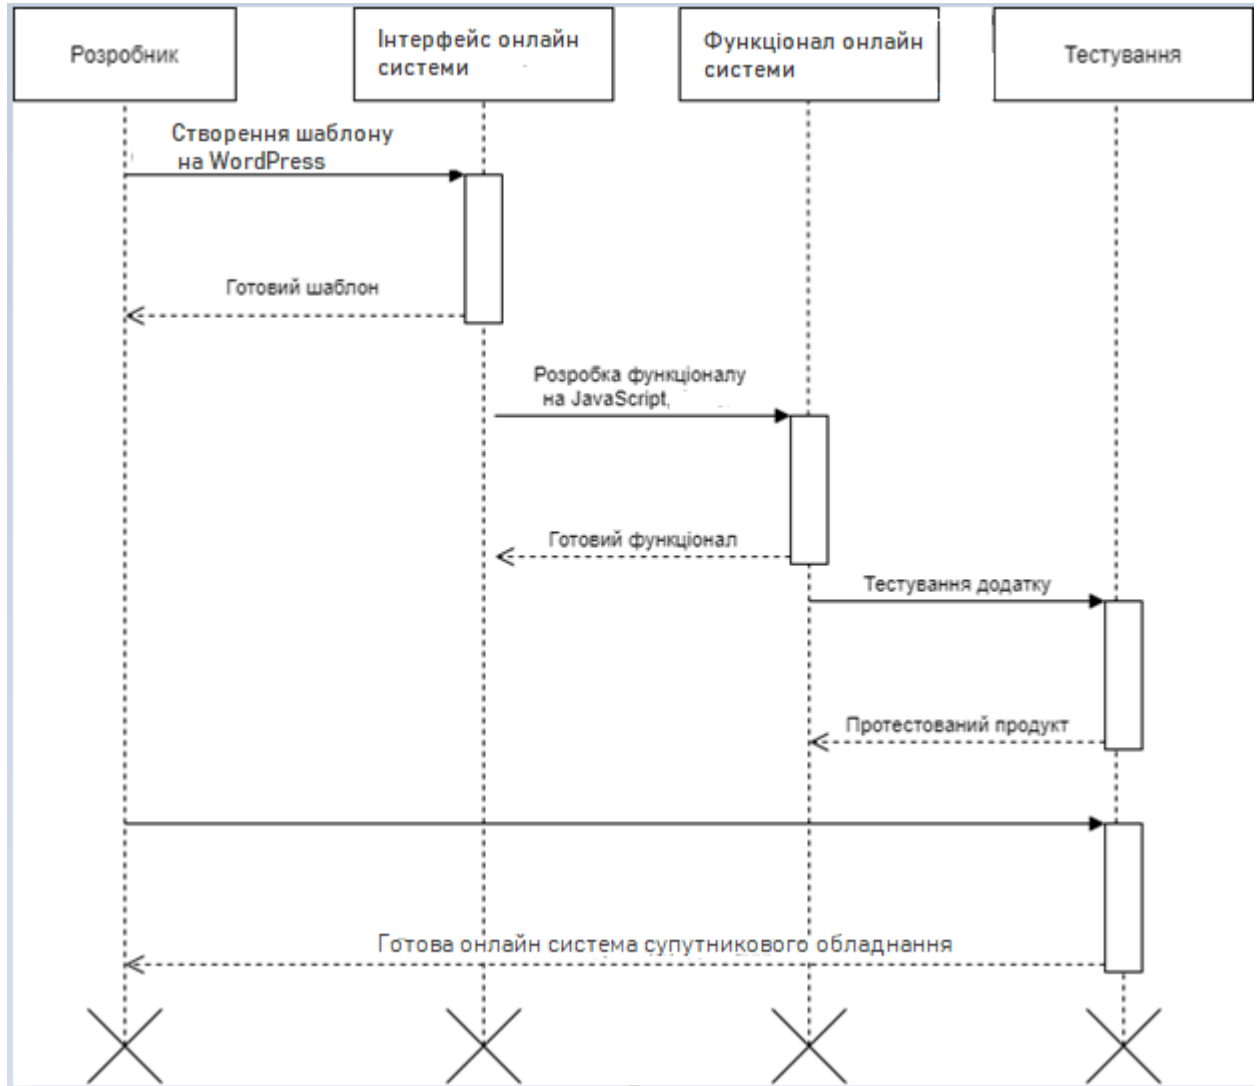 Розробник
Інтерфейс онлайн
системи
Функціонал онлайн
системи
Тестування
Створення шаблону
на WordPress
Готовий шаблон
Розробка функціоналу
на JavaScript,
Готовий функціонал
Тестування додатку
Протестований продукт
Готова онлайн система супутникового обладнання